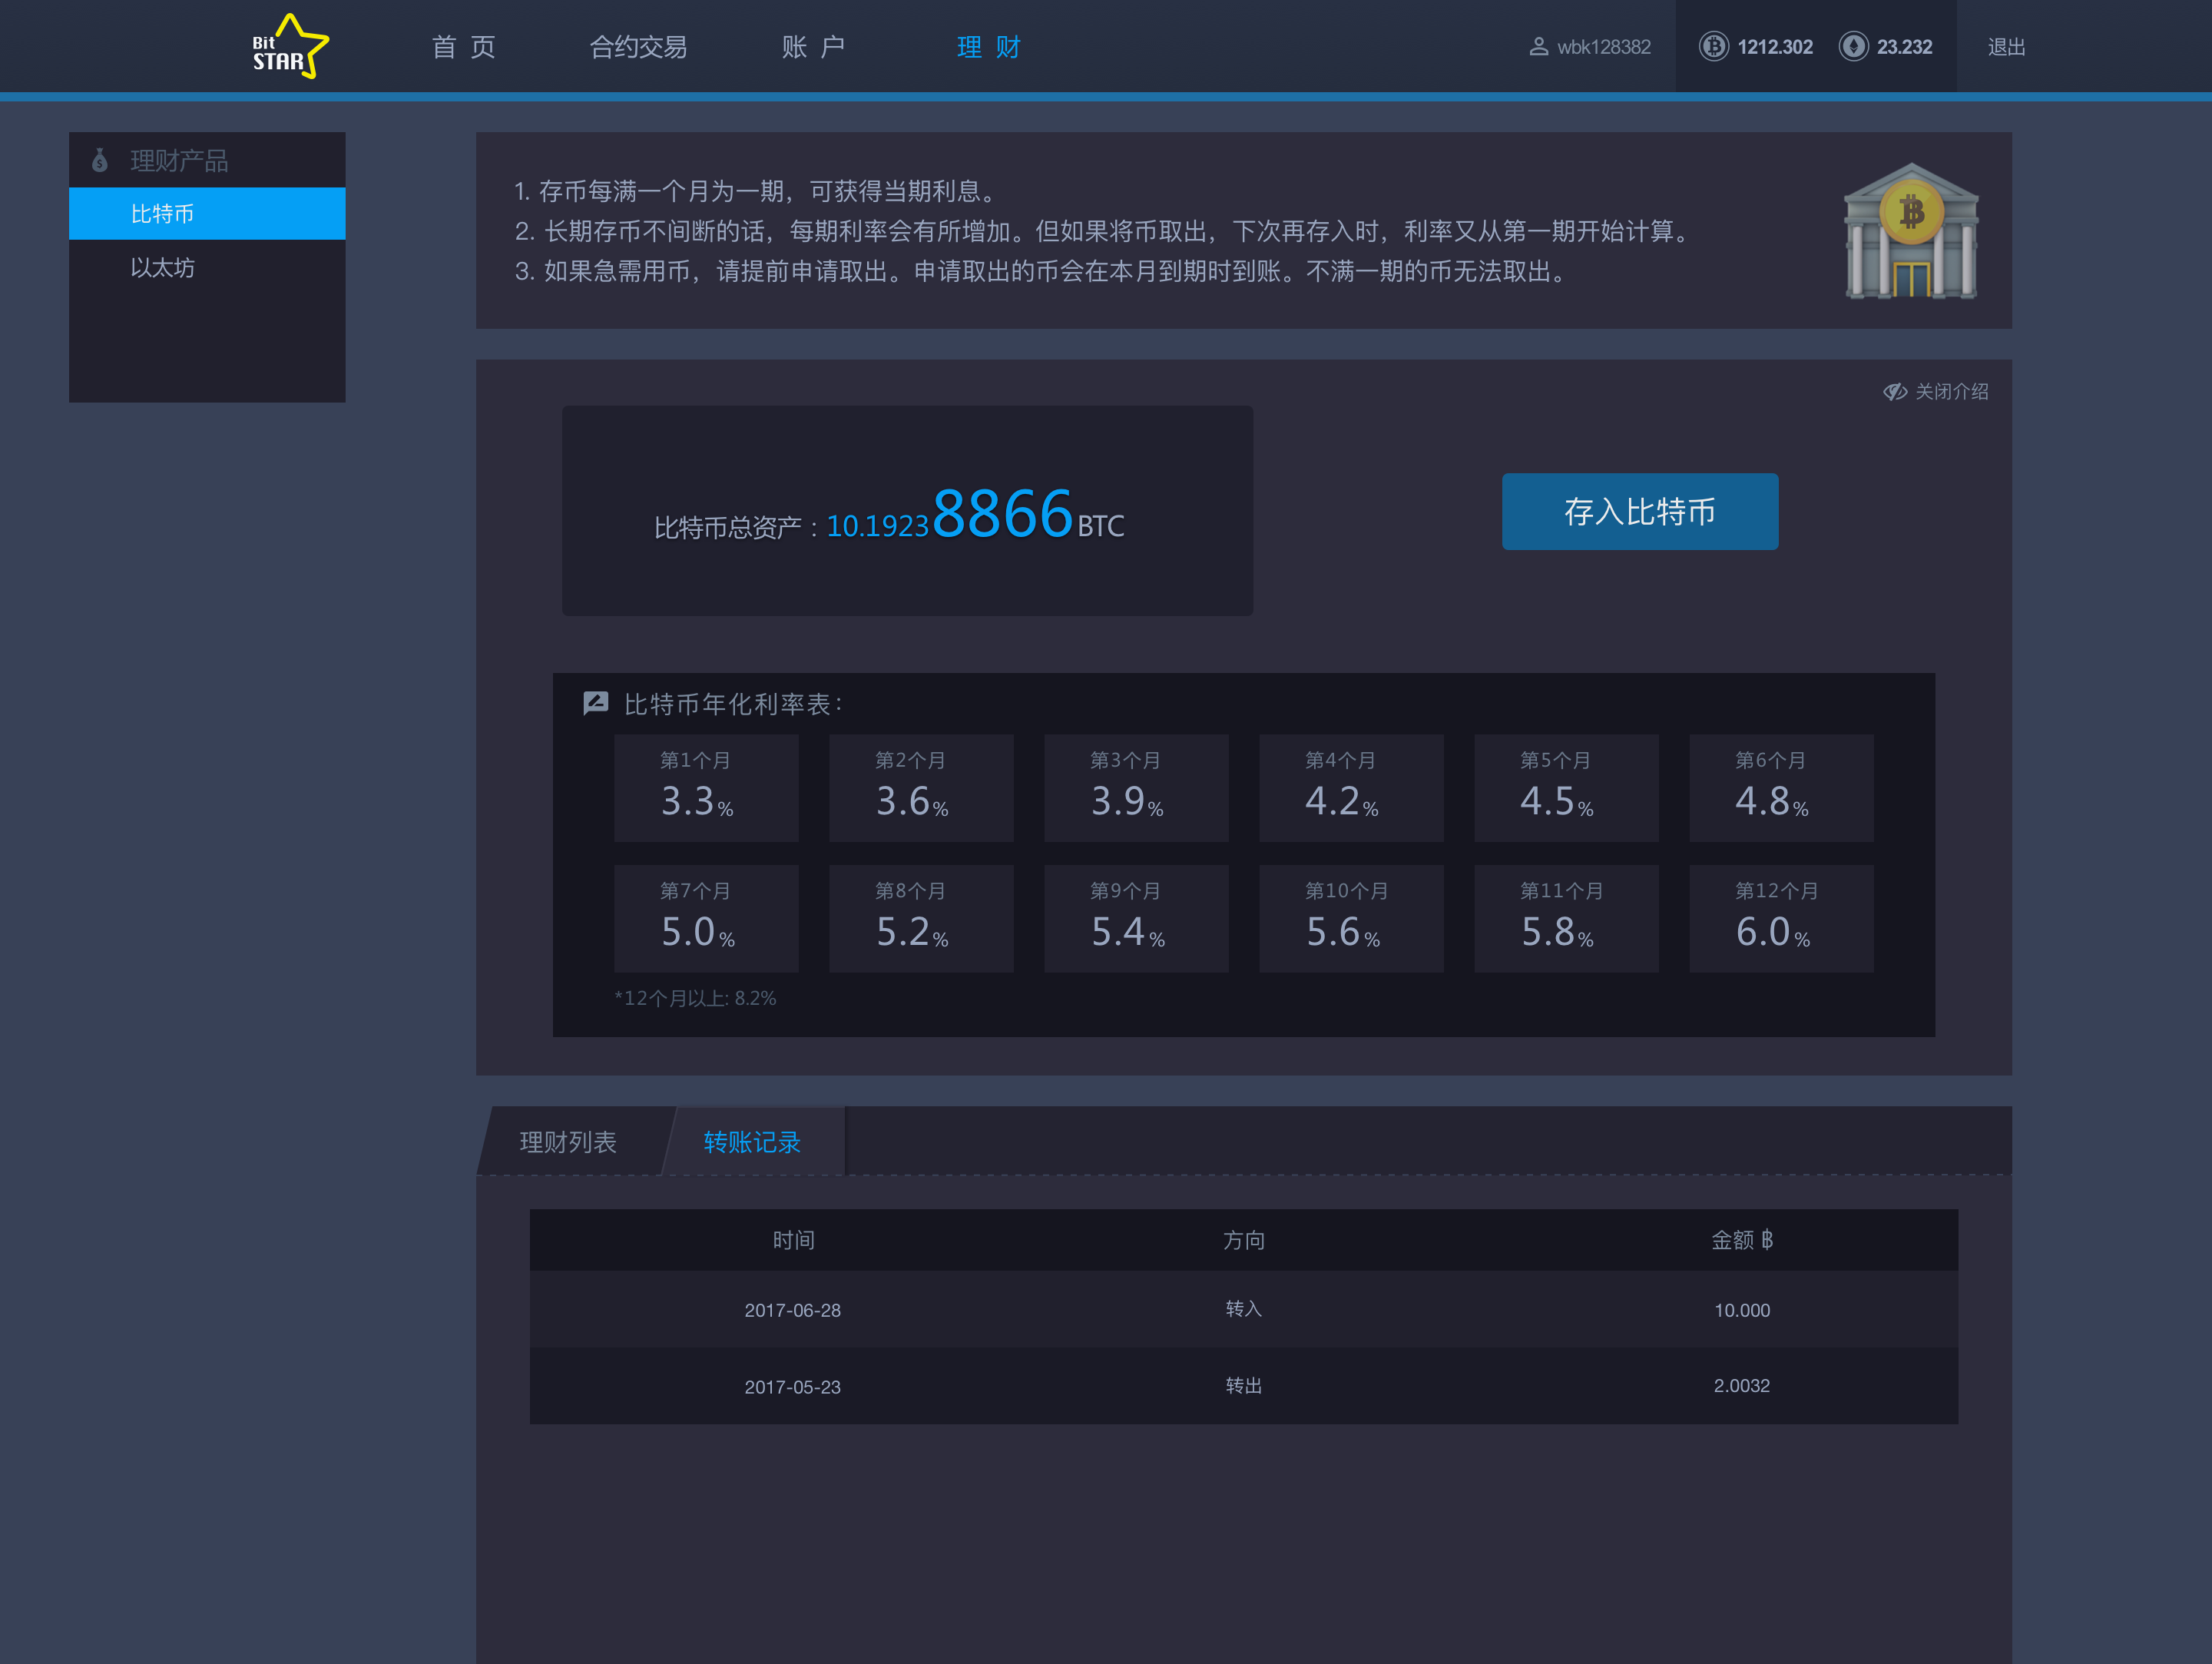 Bit
STAR
首 页 合约交易 账 户 理 财 wbk128382 1212.302 23.232 退出
理财产品
比特币
以太坊
1. 存币每满一个月为一期，可获得当期利息。
2. 长期存币不间断的话，每期利率会有所增加。但如果将币取出，下次再存入时，利率又从第一期开始计算。
3. 如果急需用币，请提前申请取出。申请取出的币会在本月到期时到账。不满一期的币无法取出。
关闭介绍
比特币总资产：10.19238866BTC
存入比特币
比特币年化利率表：
第1个月 第2个月 第3个月 第4个月 第5个月 第6个月
3.3% 3.6% 3.9% 4.2% 4.5% 4.8%
第7个月 第8个月 第9个月 第10个月 第11个月 第12个月
5.0% 5.2% 5.4% 5.6% 5.8% 6.0%
*12个月以上: 8.2%
理财列表 转账记录
时间 方向 金额 ฿
2017-06-28 转入 10.000
2017-05-23 转出 2.0032